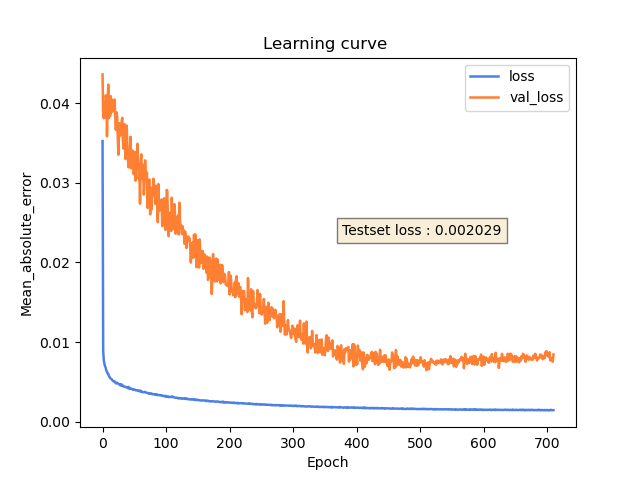 Learning curve
loss
val_loss
0.04
0.03
0.02
0.01
0.00
Mean_absolute_error
Testset loss : 0.002029
0 100 200 300 400 500 600 700
Epoch